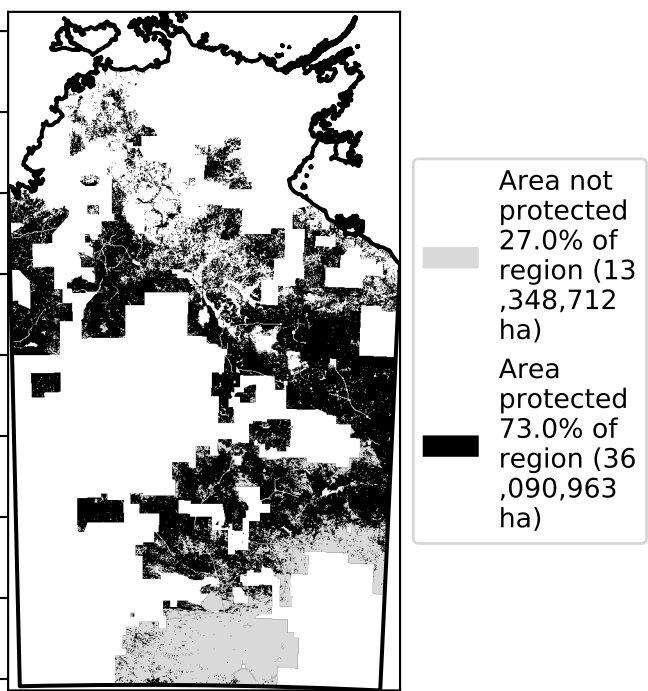 Area not
protected
27.0% of
region (13
,348,712
ha)
Area
protected
73.0% of
region (36
,090,963
ha)